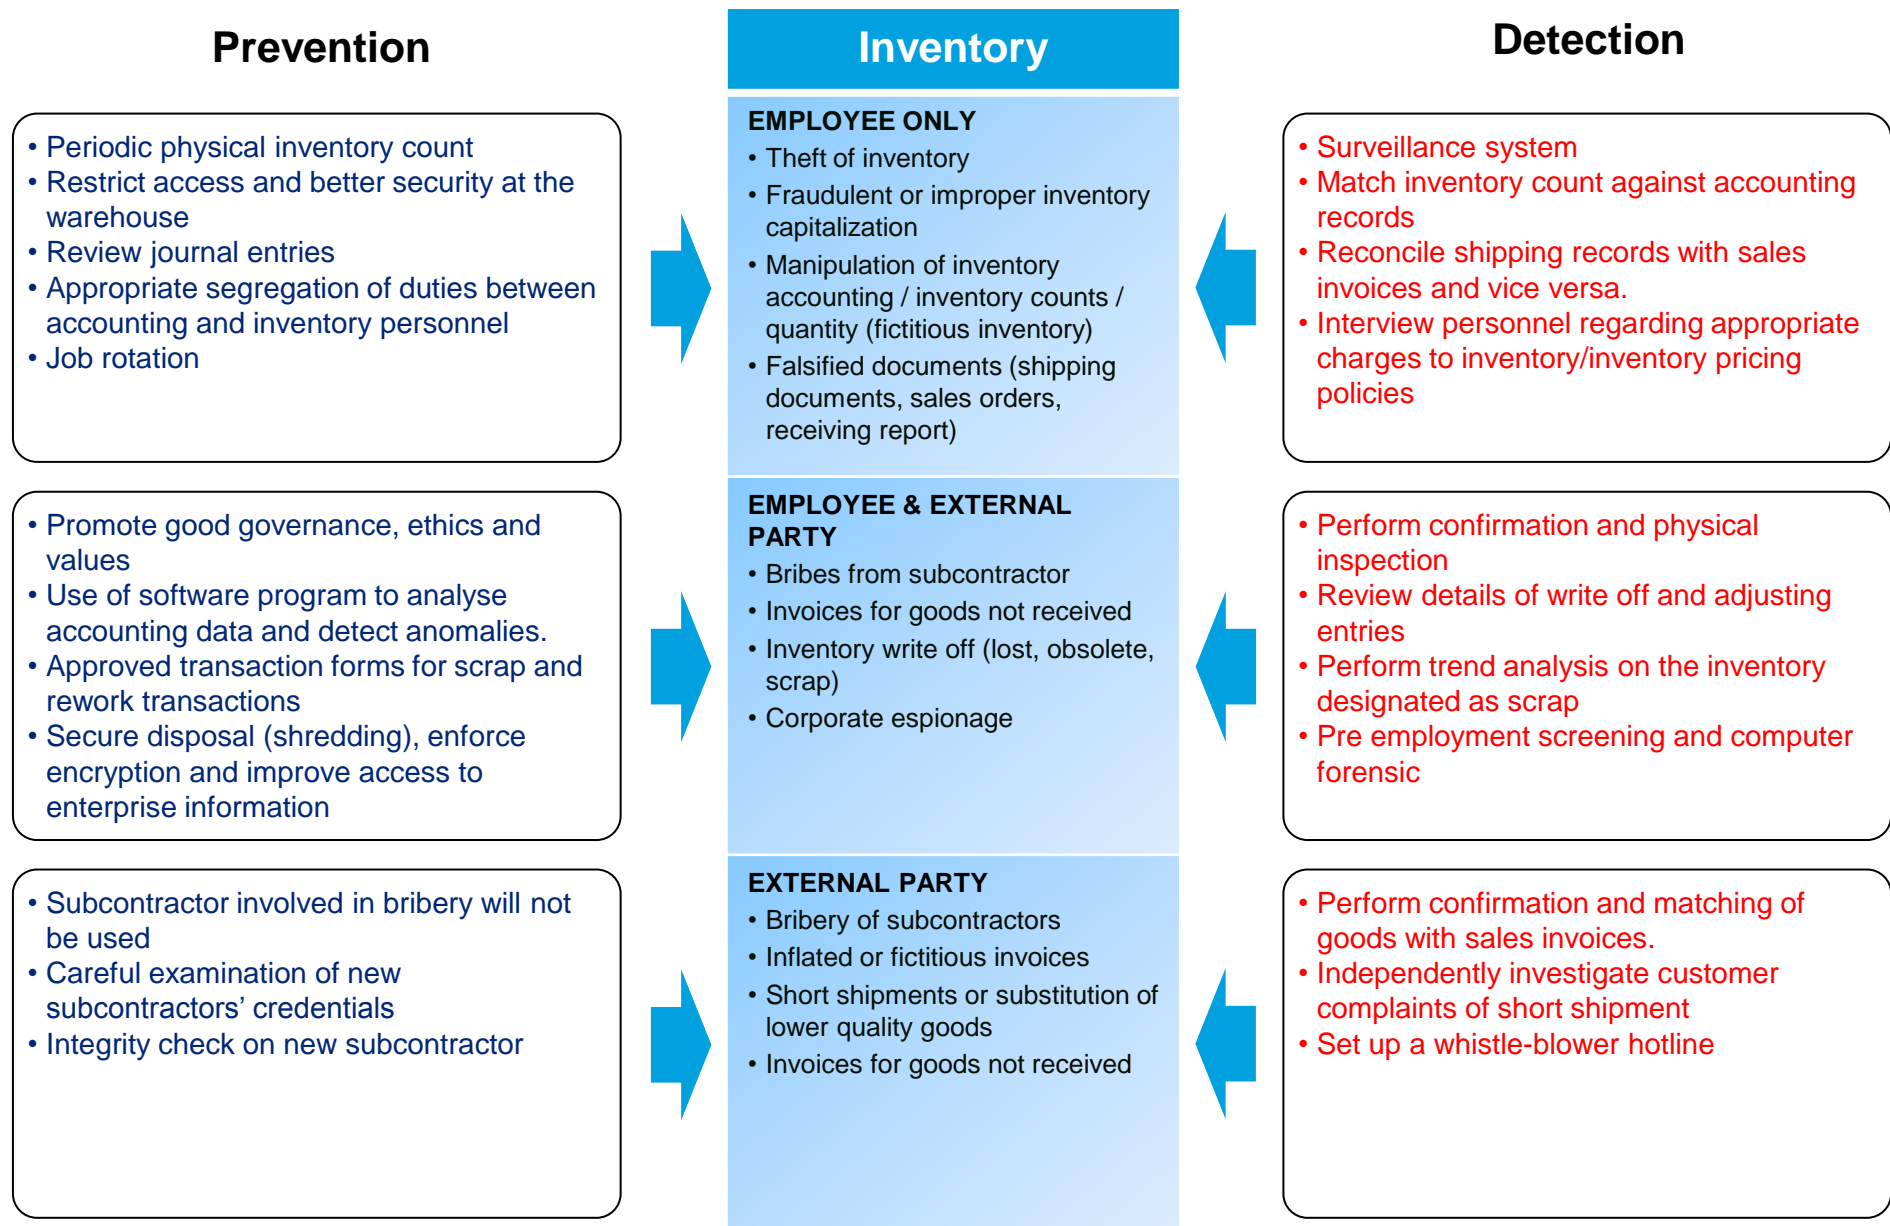 Prevention
Inventory
Detection
• Periodic physical inventory count
• Restrict access and better security at the
warehouse
• Review journal entries
• Appropriate segregation of duties between
accounting and inventory personnel
• Job rotation
EMPLOYEE ONLY
• Theft of inventory
• Fraudulent or improper inventory
capitalization
• Manipulation of inventory
accounting / inventory counts /
quantity (fictitious inventory)
• Falsified documents (shipping
documents, sales orders,
receiving report)
• Surveillance system
• Match inventory count against accounting
records
• Reconcile shipping records with sales
invoices and vice versa.
• Interview personnel regarding appropriate
charges to inventory/inventory pricing
policies
• Promote good governance, ethics and
values
• Use of software program to analyse
accounting data and detect anomalies.
• Approved transaction forms for scrap and
rework transactions
• Secure disposal (shredding), enforce
encryption and improve access to
enterprise information
EMPLOYEE & EXTERNAL
PARTY
• Bribes from subcontractor
• Invoices for goods not received
• Inventory write off (lost, obsolete,
scrap)
• Corporate espionage
• Perform confirmation and physical
inspection
• Review details of write off and adjusting
entries
• Perform trend analysis on the inventory
designated as scrap
• Pre employment screening and computer
forensic
• Subcontractor involved in bribery will not
be used
• Careful examination of new
subcontractors’ credentials
• Integrity check on new subcontractor
EXTERNAL PARTY
• Bribery of subcontractors
• Inflated or fictitious invoices
• Short shipments or substitution of
lower quality goods
• Invoices for goods not received
• Perform confirmation and matching of
goods with sales invoices.
• Independently investigate customer
complaints of short shipment
• Set up a whistle-blower hotline